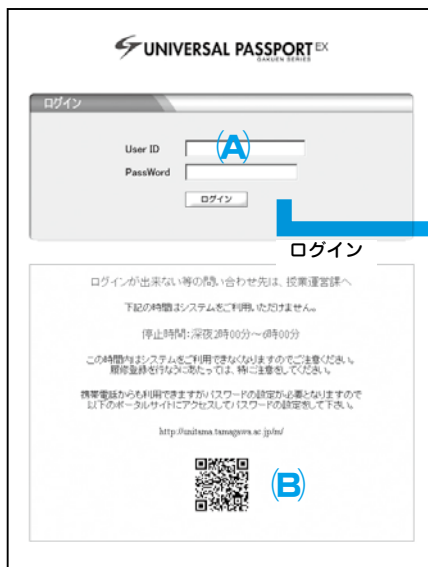 UNIVERSAL PASSPORT EX
GAKUEN SERIES
ログイン
User ID
(A)
PassWord
ログイン
ログイン
ログインが出来ない等の問い合わせ先は、授業運営課へ
下記の時間はシステムをご利用いただけません。
停止時間:深夜2時00分～6時00分
この時間内はシステムをご利用できなくなりますのでご注意ください。
履修登録を行なうにあたっては、特に注意をしてください。
携帯電話からも利用できますがパスワードの設定が必要となりますので
以下のポータルサイトにアクセスしてパスワードの設定をして下さい。
http://unitama.tamagawa.ac.jp/m/
(B)